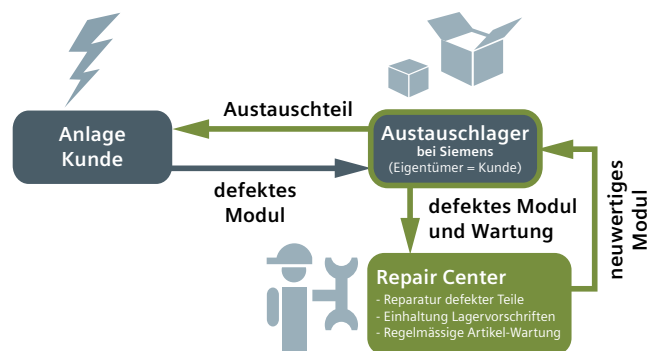 Austauschteil
Anlage
Kunde
Austauschlager
bei Siemens
(Eigentümer = Kunde)
defektes
Modul
defektes Modul
und Wartung
neuwertiges
Modul
Repair Center
- Reparatur defekter Teile
- Einhaltung Lagervorschriften
- Regelmässige Artikel-Wartung